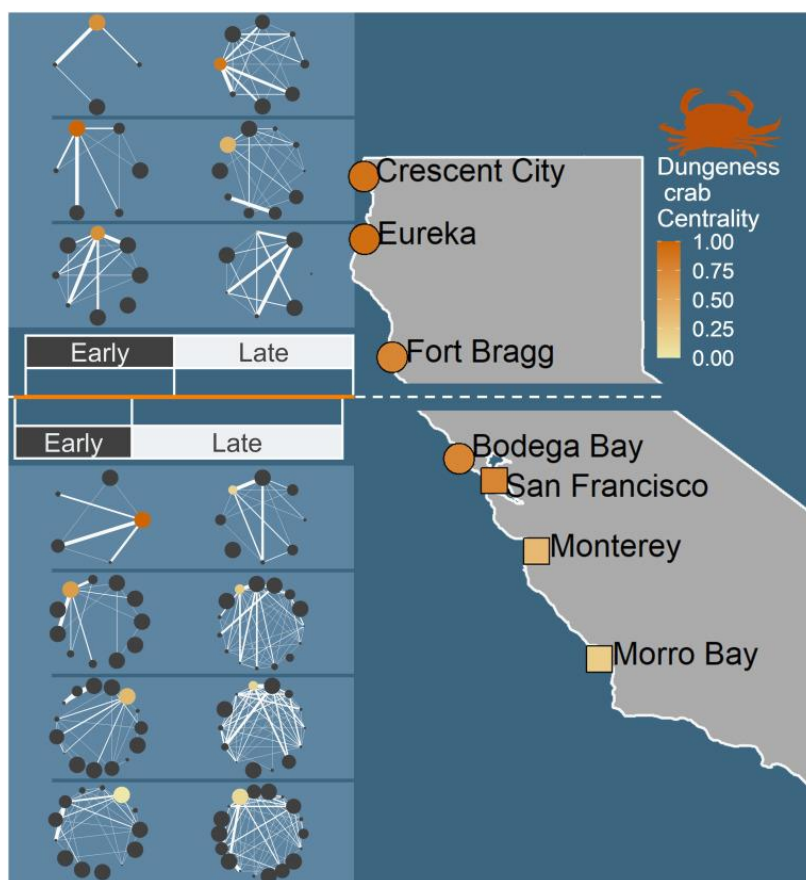 Crescent City
Dungeness
crab
Centrality
1.00
0.75
0.50
0.25
0.00
Eureka
Early Late
Fort Bragg
Early Late
Bodega Bay
San Francisco
Monterey
Morro Bay